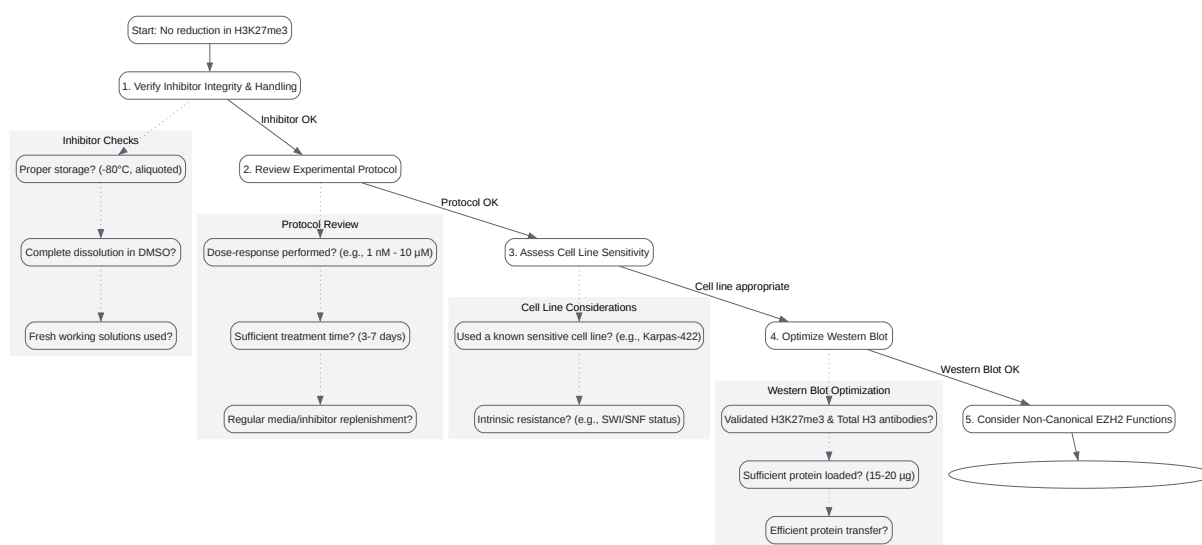 Start: No reduction in H3K27me3
1. Verify Inhibitor Integrity & Handling
Inhibitor OK
Inhibitor Checks
Proper storage? (-80°C, aliquoted)
Complete dissolution in DMSO?
Fresh working solutions used?
2. Review Experimental Protocol
Protocol OK
Protocol Review
Dose-response performed? (e.g., 1 nM - 10 µM)
Sufficient treatment time? (3-7 days)
Regular media/inhibitor replenishment?
3. Assess Cell Line Sensitivity
Cell line appropriate
Cell Line Considerations
Used a known sensitive cell line? (e.g., Karpas-422)
Intrinsic resistance? (e.g., SWI/SNF status)
4. Optimize Western Blot
Western Blot OK
Western Blot Optimization
Validated H3K27me3 & Total H3 antibodies?
Sufficient protein loaded? (15-20 µg)
Efficient protein transfer?
5. Consider Non-Canonical EZH2 Functions